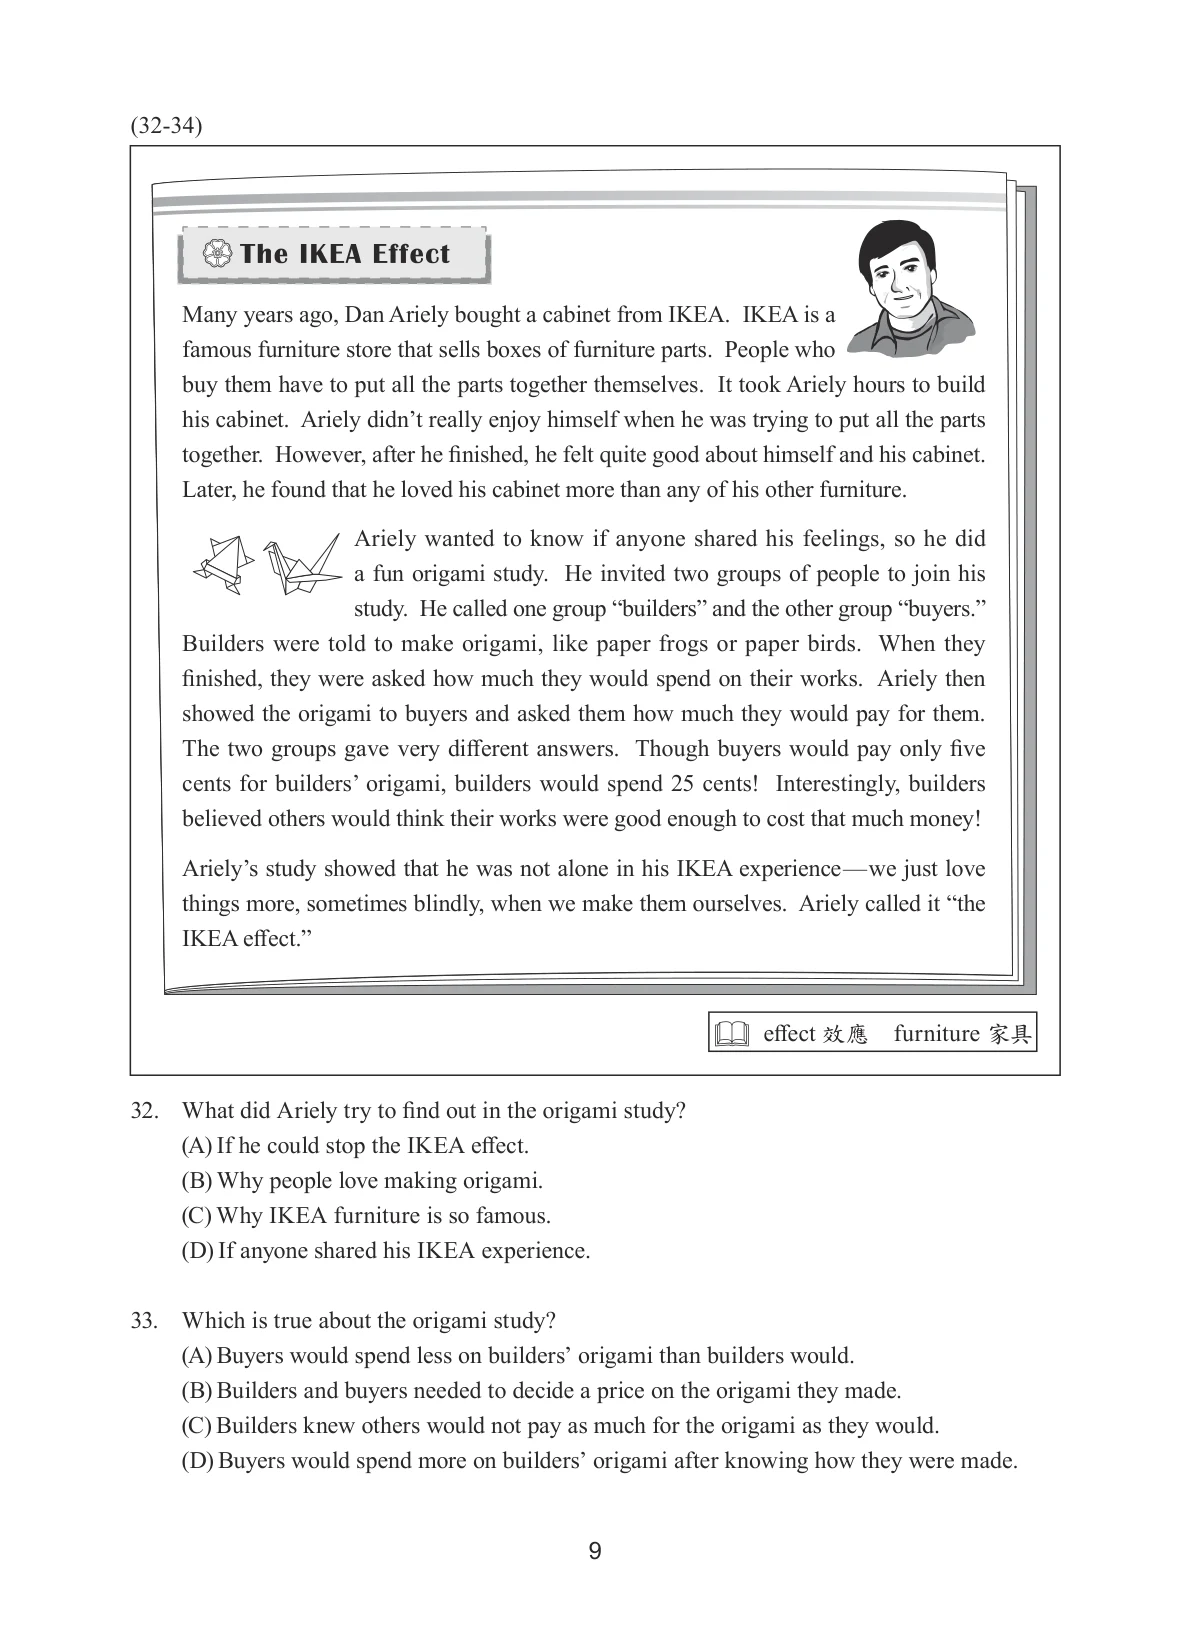 (32-34)
The IKEA Effect
Many years ago, Dan Ariely bought a cabinet from IKEA. IKEA is a
famous furniture store that sells boxes of furniture parts. People who
buy them have to put all the parts together themselves. It took Ariely hours to build
his cabinet. Ariely didn’t really enjoy himself when he was trying to put all the parts
together. However, after he finished, he felt quite good about himself and his cabinet.
Later, he found that he loved his cabinet more than any of his other furniture.
Ariely wanted to know if anyone shared his feelings, so he did
a fun origami study. He invited two groups of people to join his
study. He called one group “builders” and the other group “buyers.”
Builders were told to make origami, like paper frogs or paper birds. When they
finished, they were asked how much they would spend on their works. Ariely then
showed the origami to buyers and asked them how much they would pay for them.
The two groups gave very different answers. Though buyers would pay only five
cents for builders’ origami, builders would spend 25 cents! Interestingly, builders
believed others would think their works were good enough to cost that much money!
Ariely’s study showed that he was not alone in his IKEA experience—we just love
things more, sometimes blindly, when we make them ourselves. Ariely called it “the
IKEA effect.”
effect 效應 furniture 家具
32. What did Ariely try to find out in the origami study?
(A) If he could stop the IKEA effect.
(B) Why people love making origami.
(C) Why IKEA furniture is so famous.
(D) If anyone shared his IKEA experience.
33. Which is true about the origami study?
(A) Buyers would spend less on builders’ origami than builders would.
(B) Builders and buyers needed to decide a price on the origami they made.
(C) Builders knew others would not pay as much for the origami as they would.
(D) Buyers would spend more on builders’ origami after knowing how they were made.
9